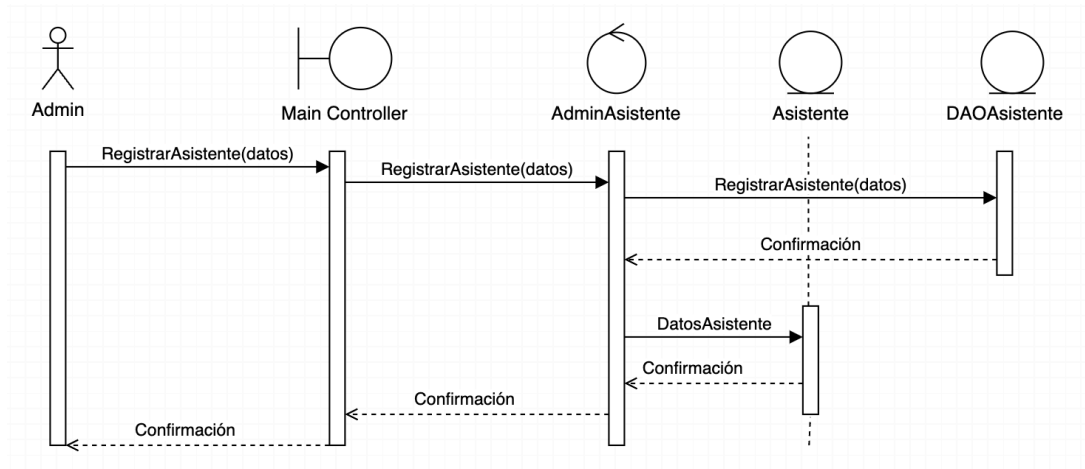 Admin
Main Controller
AdminAsistente
Asistente
DAOAsistente
RegistrarAsistente(datos)
RegistrarAsistente(datos)
RegistrarAsistente(datos)
Confirmación
DatosAsistente
Confirmación
Confirmación
Confirmación